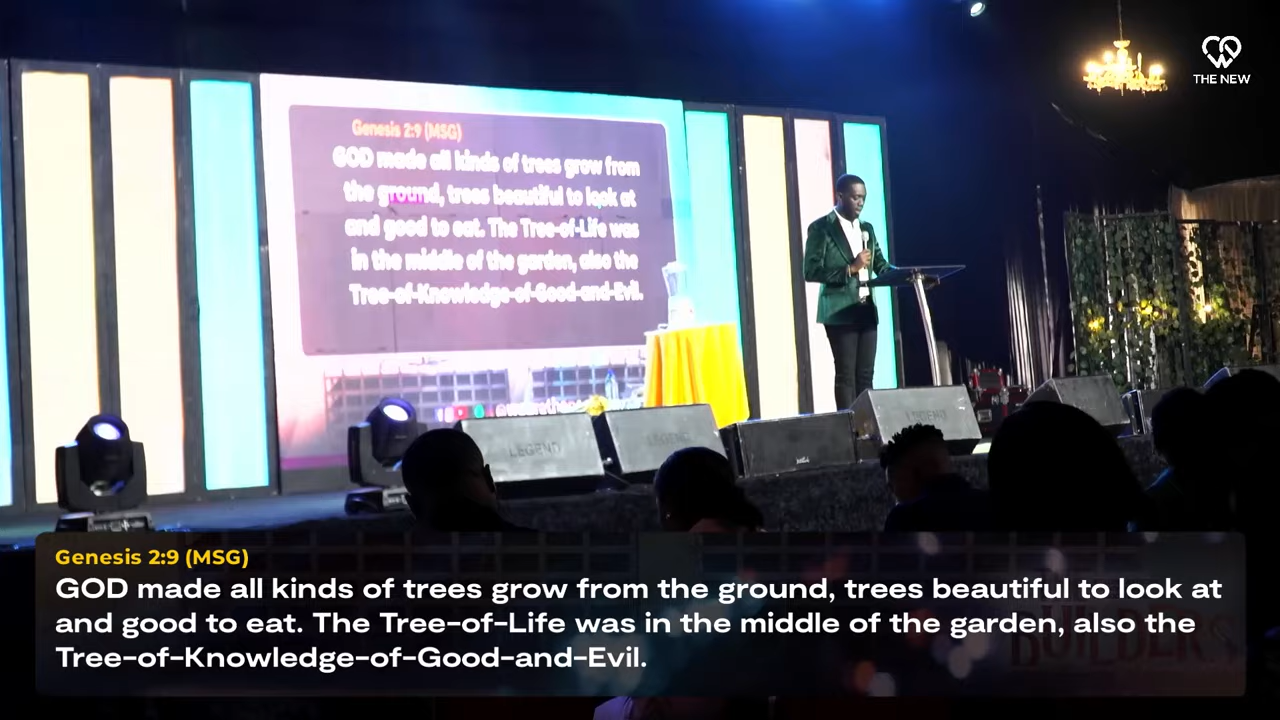 THE NEW
Genesis 2:9 (MSG)
GOD made all kinds of trees grow from
the ground, trees beautiful to look at
and good to eat. The Tree-of-Life was
in the middle of the garden, also the
Tree-of-Knowledge-of-Good-and-Evil.
LEGEND
LEGEND
LEGEND
Genesis 2:9 (MSG)
GOD made all kinds of trees grow from the ground, trees beautiful to look at
and good to eat. The Tree-of-Life was in the middle of the garden, also the
Tree-of-Knowledge-of-Good-and-Evil.
BUILDERS